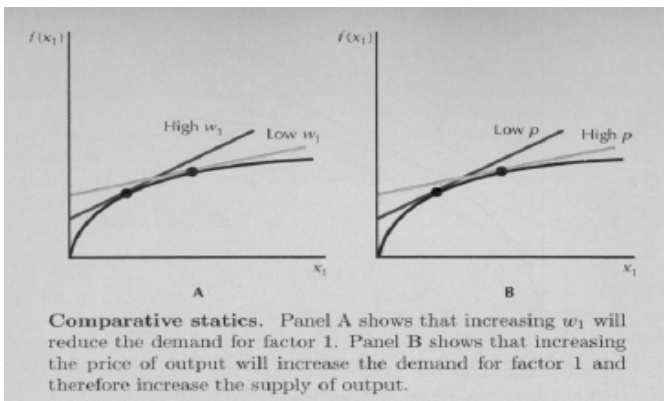 f(x₁)
High w₁
Low w₁
x₁
A
f(x₁)
Low p
High p
x₁
B
Comparative statics. Panel A shows that increasing w₁ will
reduce the demand for factor 1. Panel B shows that increasing
the price of output will increase the demand for factor 1 and
therefore increase the supply of output.